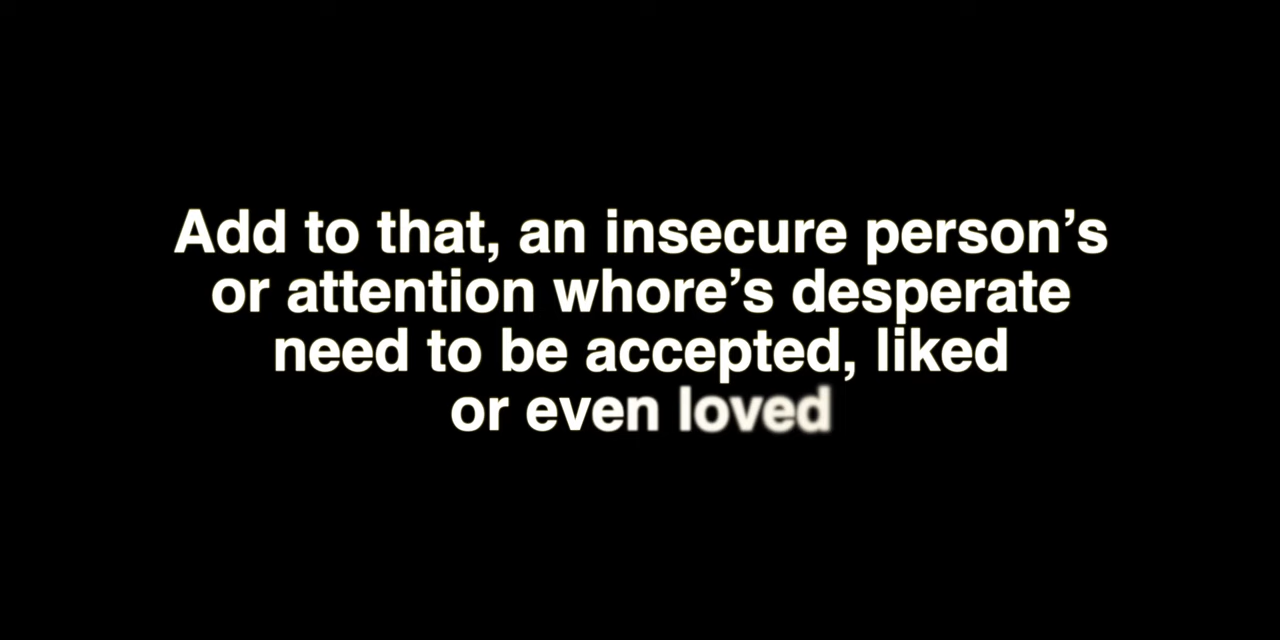 Add to that, an insecure person’s
or attention whore’s desperate
need to be accepted, liked
or even loved